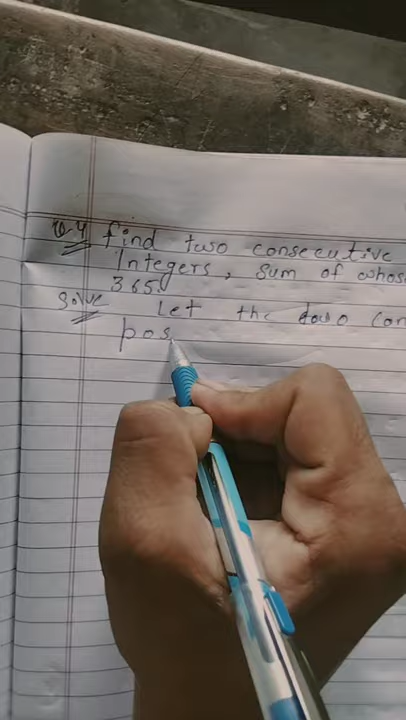 Q.4 Find two consecutive
Integers, sum of whose
365.
Solve Let the two con
pos